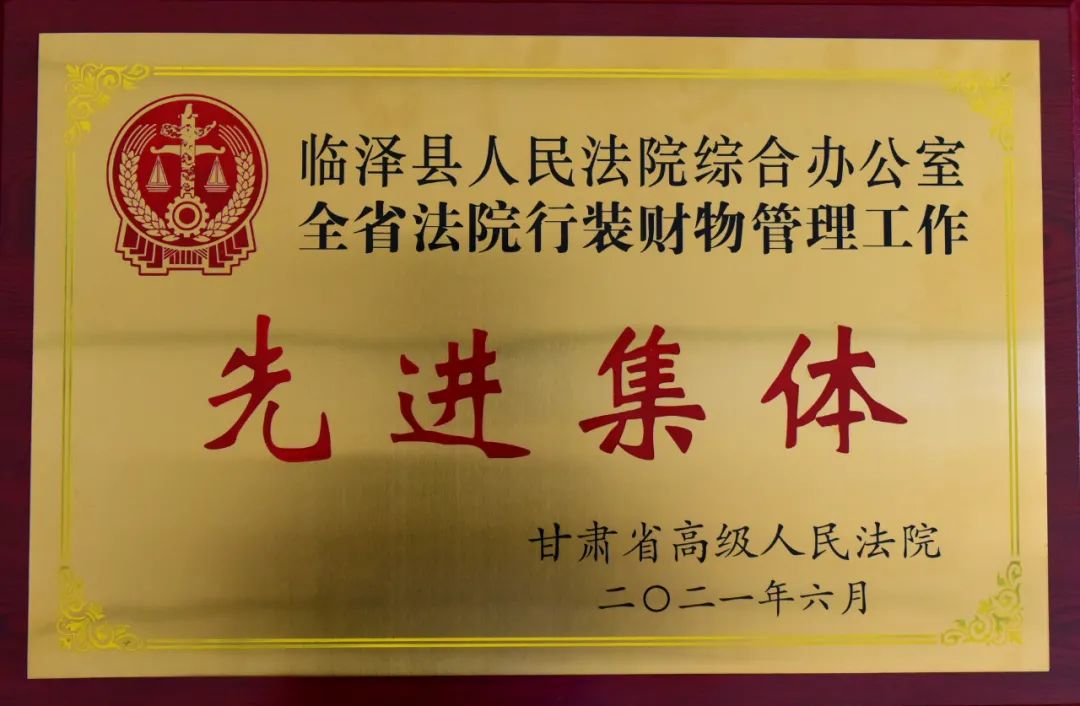 临泽县人民法院综合办公室
全省法院行装财物管理工作
先进集体
甘肃省高级人民法院
二〇二一年六月